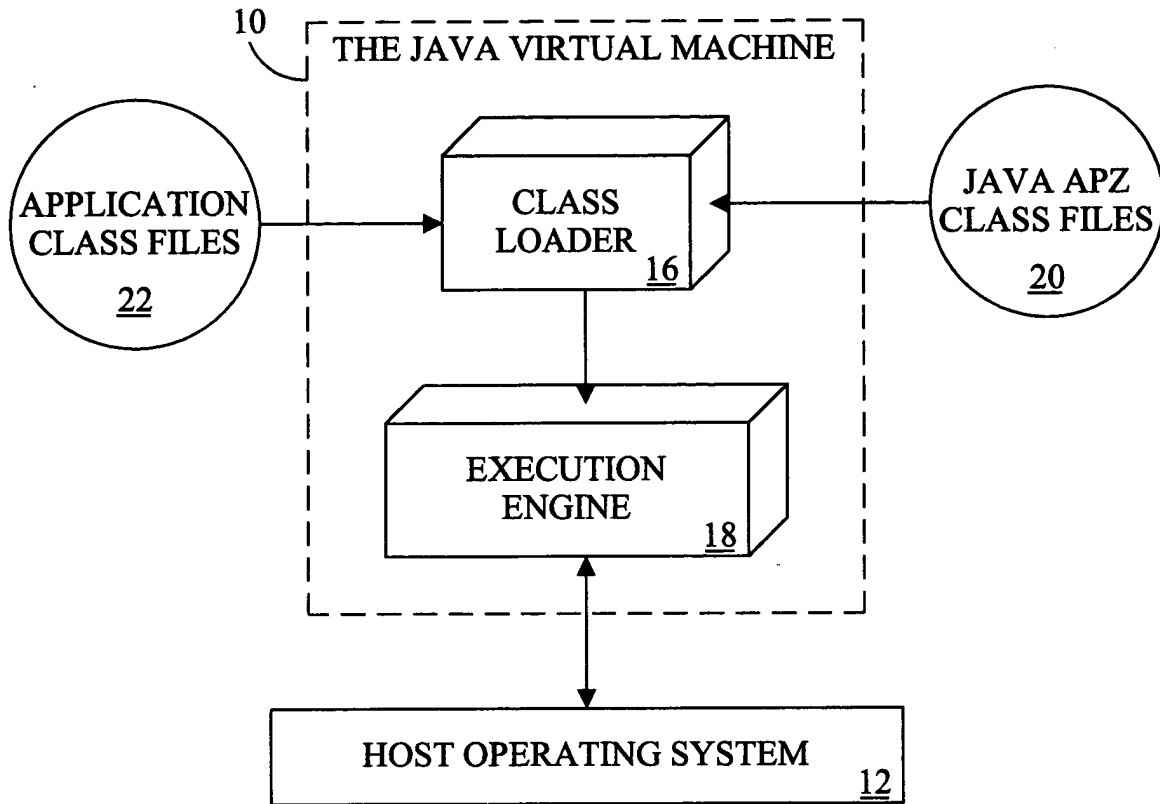 10
THE JAVA VIRTUAL MACHINE
APPLICATION
CLASS FILES
22
CLASS
LOADER
16
JAVA APZ
CLASS FILES
20
EXECUTION
ENGINE
18
HOST OPERATING SYSTEM
12